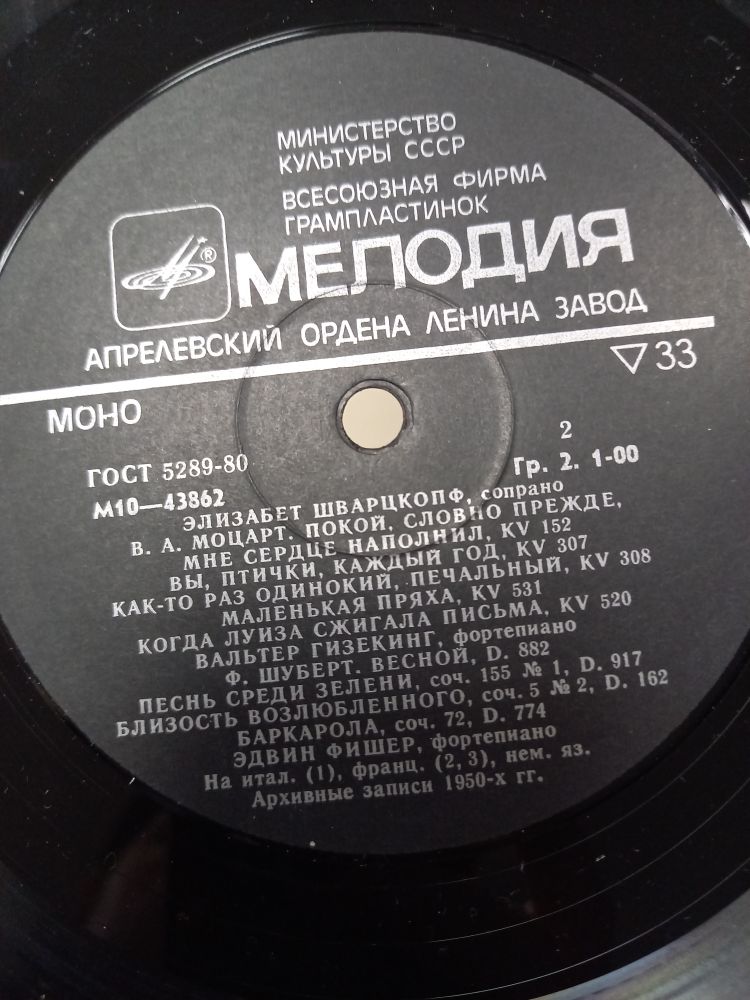 МИНИСТЕРСТВО
КУЛЬТУРЫ СССР
ВСЕСОЮЗНАЯ ФИРМА
ГРАМПЛАСТИНОК
®
МЕЛОДИЯ
АПРЕЛЕВСКИЙ ОРДЕНА ЛЕНИНА ЗАВОД
МОНО
▽33
ГОСТ 5289-80
2
М10—43862
Гр. 2. 1-00
ЭЛИЗАБЕТ ШВАРЦКОПФ, сопрано
В. А. МОЦАРТ. ПОКОЙ, СЛОВНО ПРЕЖДЕ,
МНЕ СЕРДЦЕ НАПОЛНИЛ, KV 152
ВЫ, ПТИЧКИ, КАЖДЫЙ ГОД, KV 307
КАК-ТО РАЗ ОДИНОКИЙ, ПЕЧАЛЬНЫЙ, KV 308
МАЛЕНЬКАЯ ПРЯХА, KV 531
КОГДА ЛУИЗА СЖИГАЛА ПИСЬМА, KV 520
ВАЛЬТЕР ГИЗЕКИНГ, фортепиано
Ф. ШУБЕРТ. ВЕСНОЙ, D. 882
ПЕСНЬ СРЕДИ ЗЕЛЕНИ, соч. 155 № 1, D. 917
БЛИЗОСТЬ ВОЗЛЮБЛЕННОГО, соч. 5 № 2, D. 162
БАРКАРОЛА, соч. 72, D. 774
ЭДВИН ФИШЕР, фортепиано
На итал. (1), франц. (2, 3), нем. яз.
Архивные записи 1950-х гг.